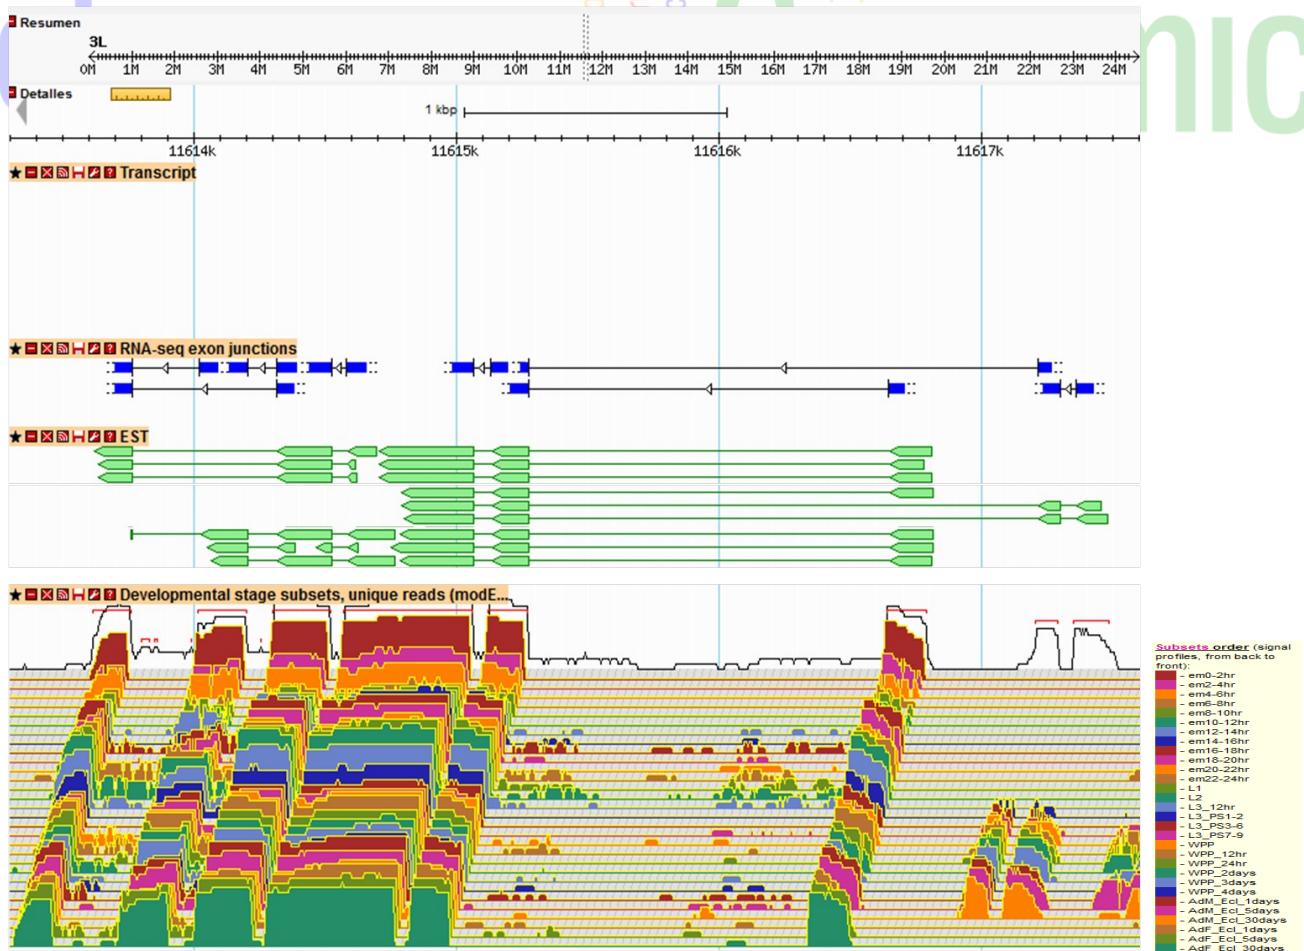 Resumen
3L
0M 1M 2M 3M 4M 5M 6M 7M 8M 9M 10M 11M 12M 13M 14M 15M 16M 17M 18M 19M 20M 21M 22M 23M 24M
Detalles
1 kbp
11614k 11615k 11616k 11617k
Transcript
RNA-seq exon junctions
EST
Developmental stage subsets, unique reads (modE...
Subsets order (signal
profiles, from back to
front):
- em0-2hr
- em2-4hr
- em4-6hr
- em6-8hr
- em8-10hr
- em10-12hr
- em12-14hr
- em14-16hr
- em16-18hr
- em18-20hr
- em20-22hr
- em22-24hr
- L1
- L2
- L3_12hr
- L3_PS1-2
- L3_PS3-6
- L3_PS7-9
- WPP
- WPP_12hr
- WPP_24hr
- WPP_2days
- WPP_3days
- WPP_4days
- AdM_Ecl_1days
- AdM_Ecl_5days
- AdM_Ecl_30days
- AdF_Ecl_1days
- AdF_Ecl_5days
- AdF_Ecl_30days